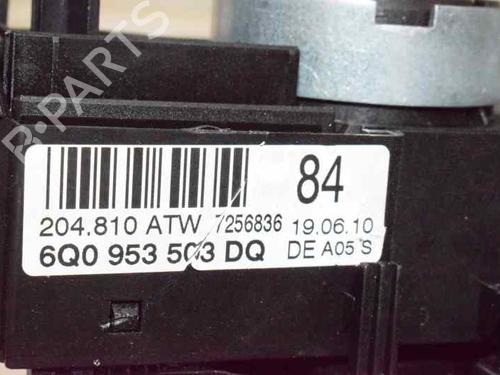 B-PARTS
84
204.810 ATW 7256836 19.06.10
6Q0 953 503 DQ DE A05 S